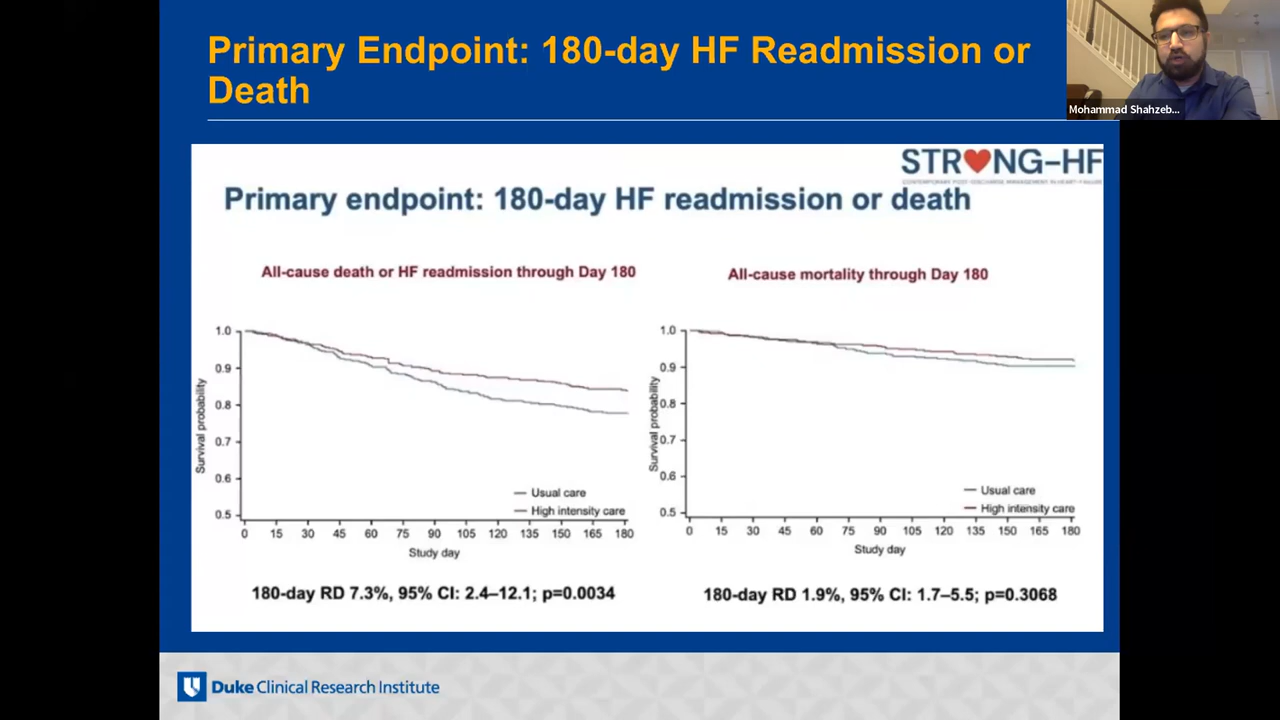 Primary Endpoint: 180-day HF Readmission or
Death
Mohammad Shahzeb...
STRONG-HF
Primary endpoint: 180-day HF readmission or death
All-cause death or HF readmission through Day 180
1.0
0.9
0.8
0.7
0.6
0.5
Survival probability
Usual care
High intensity care
0 15 30 45 60 75 90 105 120 135 150 165 180
Study day
180-day RD 7.3%, 95% CI: 2.4–12.1; p=0.0034
All-cause mortality through Day 180
1.0
0.9
0.8
0.7
0.6
0.5
Survival probability
Usual care
High intensity care
0 15 30 45 60 75 90 105 120 135 150 165 180
Study day
180-day RD 1.9%, 95% CI: 1.7–5.5; p=0.3068
Duke Clinical Research Institute